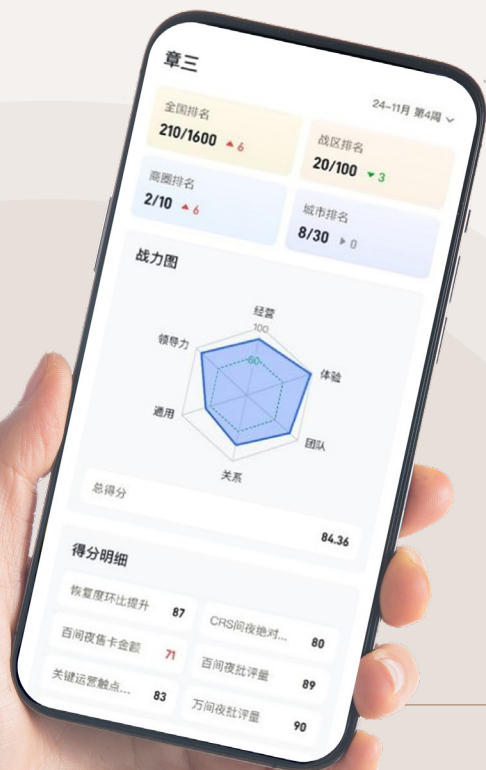 章三
24-11月 第4周
全国排名
210/1600 ▲ 6
战区排名
20/100 ▼ 3
商圈排名
2/10 ▲ 6
城市排名
8/30 ▶ 0
战力图
经营
100
领导力
60
体验
通用
团队
关系
总得分
84.36
得分明细
恢复度环比提升 87
CRS间夜绝对... 80
百间夜售卡金额 71
百间夜批评量 89
关键运营触点... 83
万间夜批评量 90